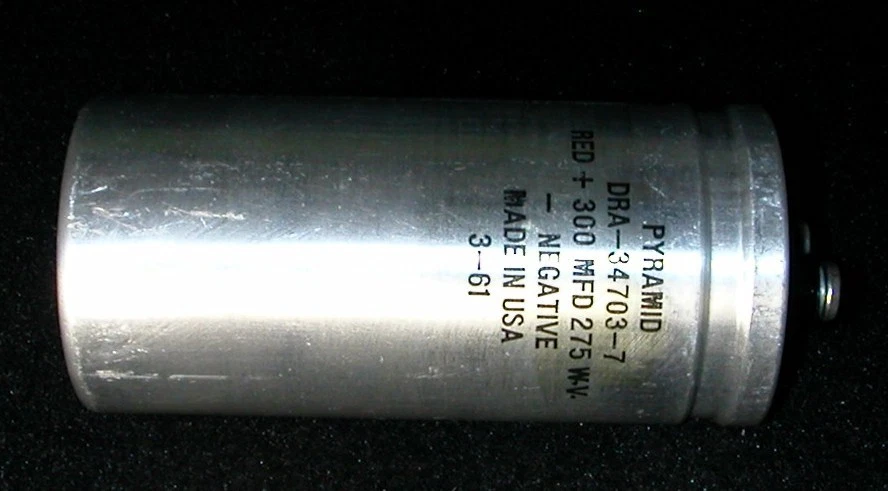 PYRAMID
DRA-34703-7
RED + 300 MFD 275 W.V.
- NEGATIVE
MADE IN USA
3-61